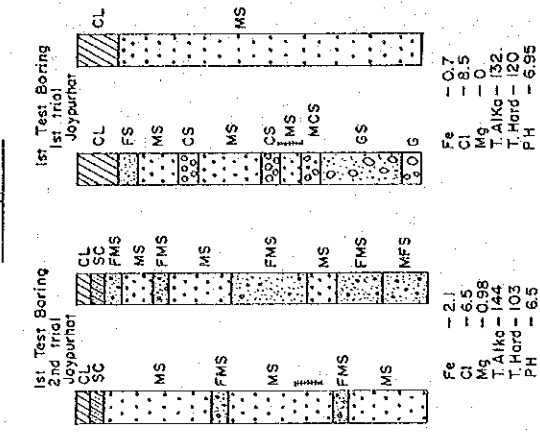 1st Test Boring
2nd trial
Joypurhat
CL
SC
MS
FMS
MS
FMS
MS
CL
SC
FMS
MS
FMS
MS
FMS
MS
FMS
MFS
Fe -2.1
Cl -6.5
Mg -0.98
T.Alka-144
T.Hard-103
PH -6.5
1st Test Boring
1st trial
Joypurhat
CL
FS
MS
CS
MS
CS
MS
MCS
GS
G
CL
MS
Fe -0.7
Cl -8.5
Mg -0
T.Alka-132.
T.Hard-120
PH -6.95